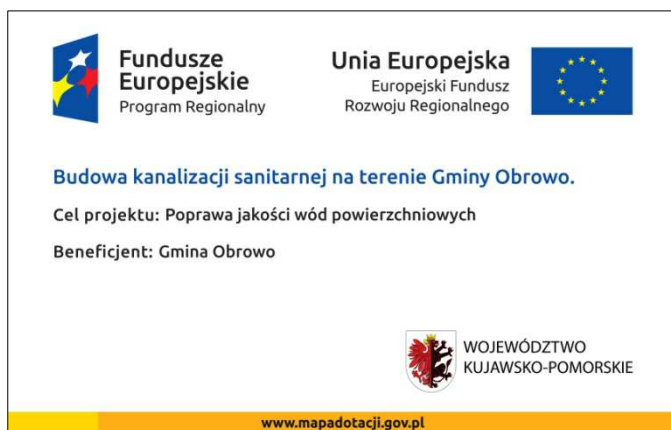 Fundusze
Europejskie
Program Regionalny
Unia Europejska
Europejski Fundusz
Rozwoju Regionalnego
Budowa kanalizacji sanitarnej na terenie Gminy Obrowo.
Cel projektu: Poprawa jakości wód powierzchniowych
Beneficjent: Gmina Obrowo
WOJEWÓDZTWO
KUJAWSKO-POMORSKIE
www.mapadotacji.gov.pl